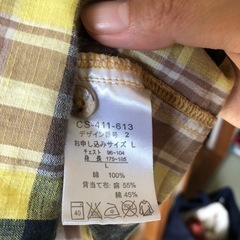 CS-411-613
デザイン番号 2
お申し込みサイズ L
チェスト 96-104
身長 175-185
L
綿 100%
背当て布: 綿 55%
麻 45%
40